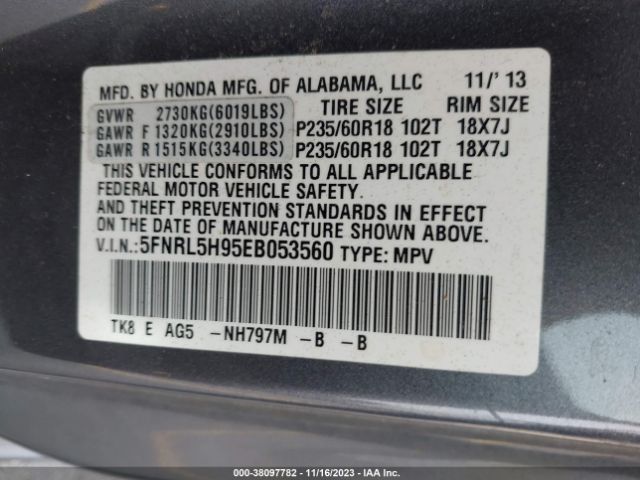 MFD. BY HONDA MFG. OF ALABAMA, LLC 11/' 13
GVWR 2730KG(6019LBS) TIRE SIZE RIM SIZE
GAWR F 1320KG(2910LBS) P235/60R18 102T 18X7J
GAWR R 1515KG(3340LBS) P235/60R18 102T 18X7J
THIS VEHICLE CONFORMS TO ALL APPLICABLE
FEDERAL MOTOR VEHICLE SAFETY.
AND THEFT PREVENTION STANDARDS IN EFFECT
ON THE DATE OF MANUFACTURE SHOWN ABOVE.
V.I.N.:5FNRL5H95EB053560 TYPE: MPV
TK8 E AG5 -NH797M -B -B
000-38097782 - 11/16/2023 - IAA Inc.